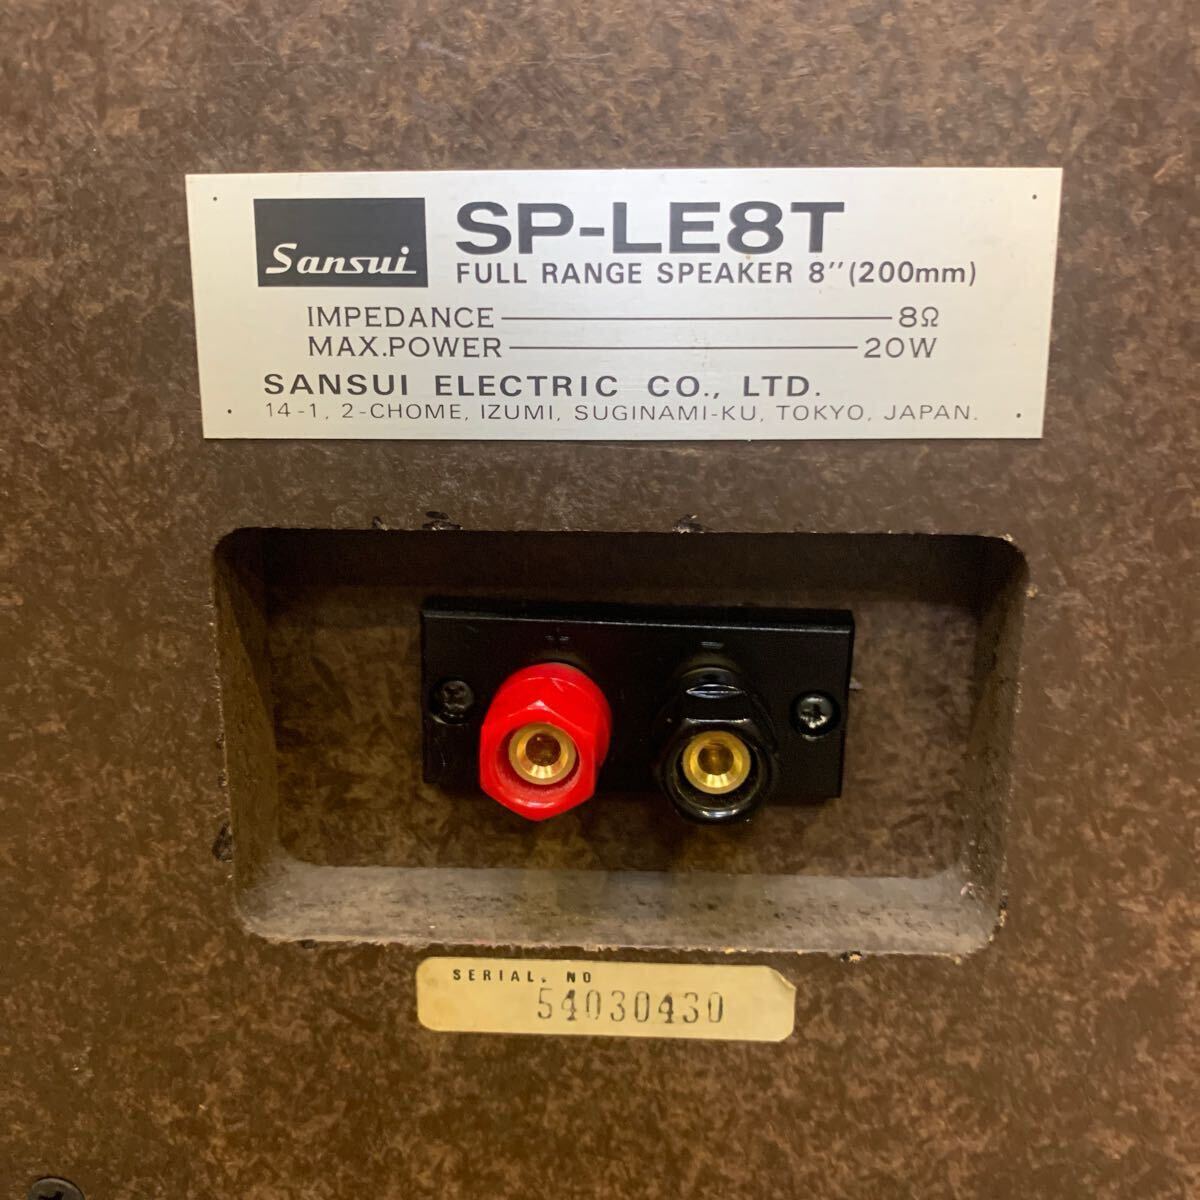 Sansui
SP-LE8T
FULL RANGE SPEAKER 8″(200mm)
IMPEDANCE 8Ω
MAX.POWER 20W
SANSUI ELECTRIC CO., LTD.
14-1, 2-CHOME, IZUMI, SUGINAMI-KU, TOKYO, JAPAN.
+ −
SERIAL. NO
54030430